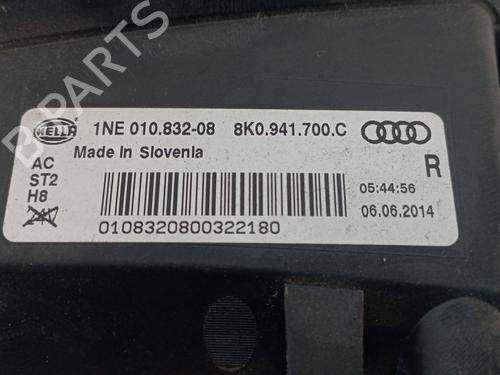 HELLA
1NE 010.832-08 8K0.941.700.C
Made in Slovenia
AC
ST2
H8
R
05:44:56
06.06.2014
0108320800322180
B-PARTS